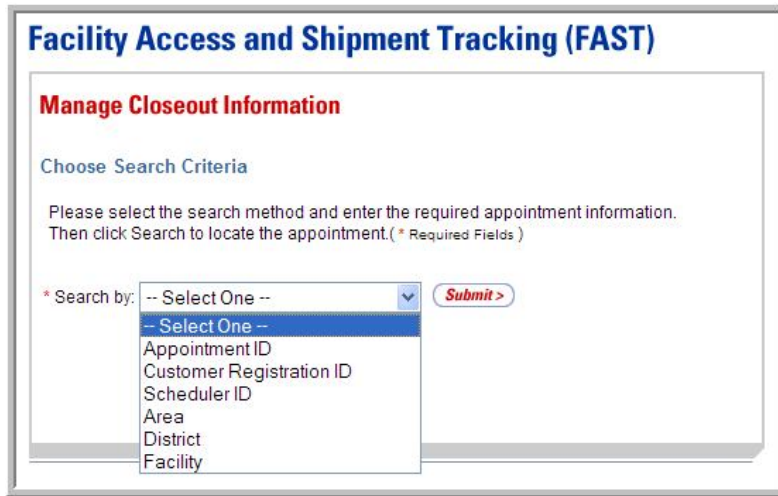 Facility Access and Shipment Tracking (FAST)
Manage Closeout Information
Choose Search Criteria
Please select the search method and enter the required appointment information.
Then click Search to locate the appointment.( * Required Fields )
* Search by: -- Select One -- Submit >
-- Select One --
Appointment ID
Customer Registration ID
Scheduler ID
Area
District
Facility